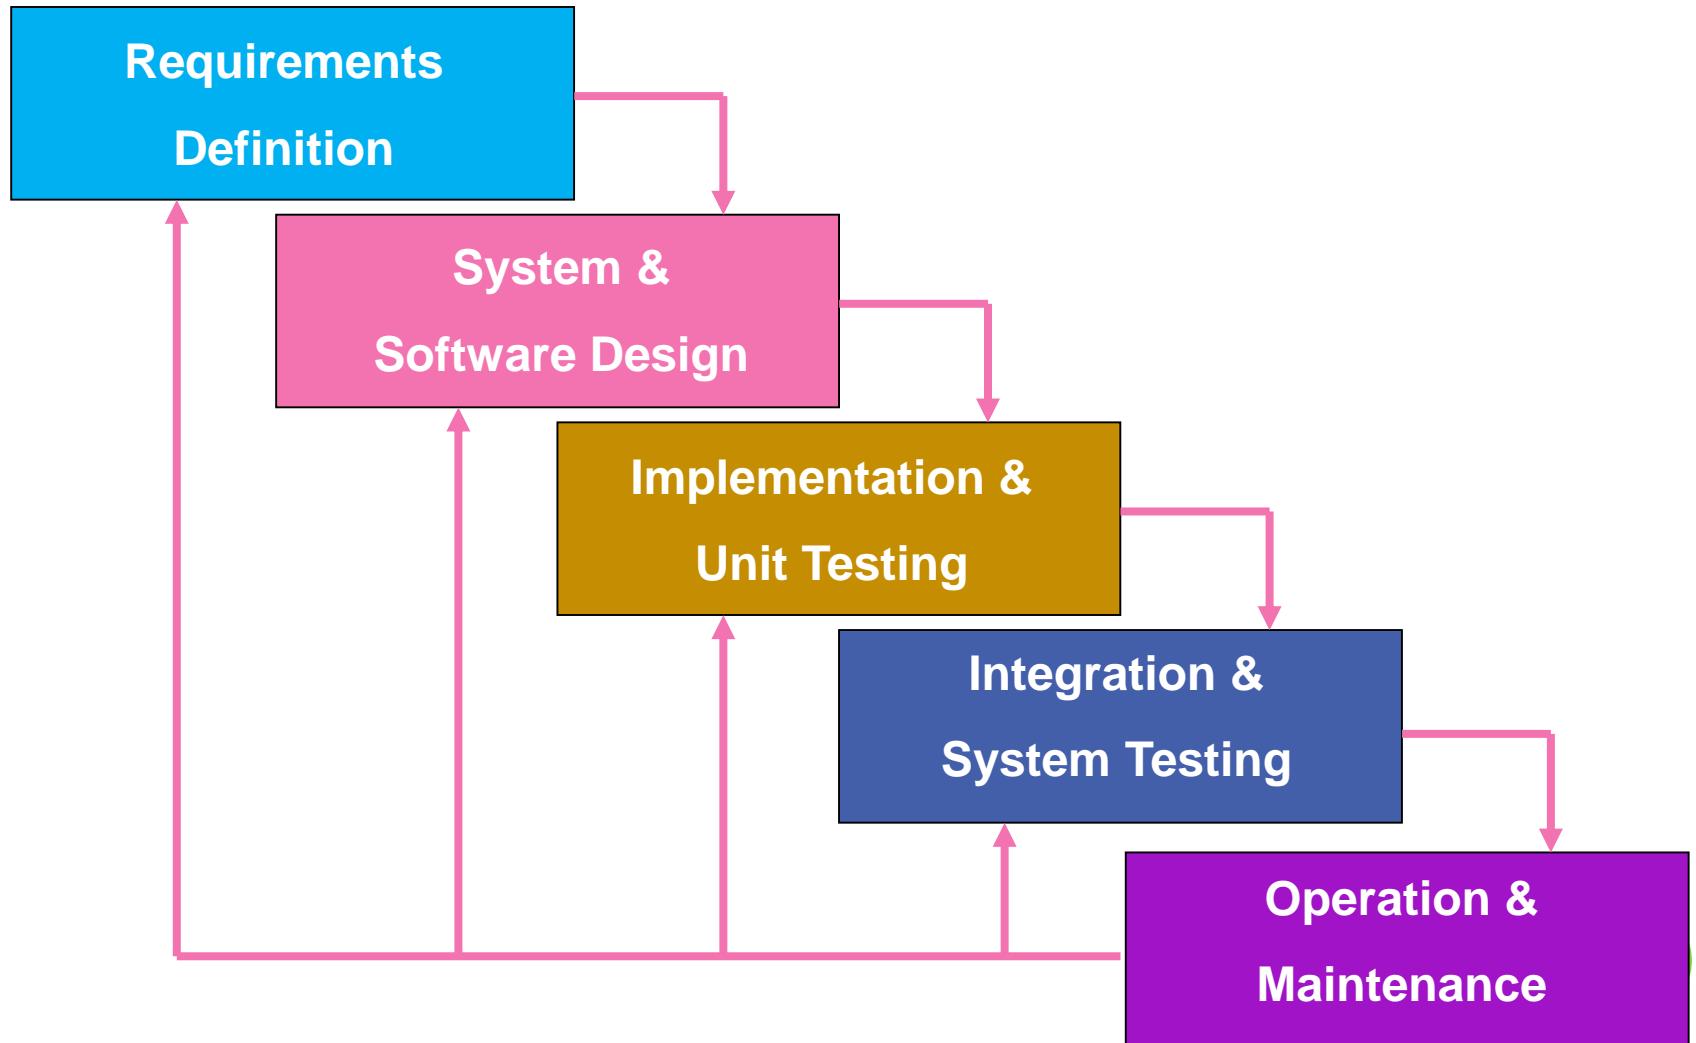 Requirements
Definition
System &
Software Design
Implementation &
Unit Testing
Integration &
System Testing
Operation &
Maintenance